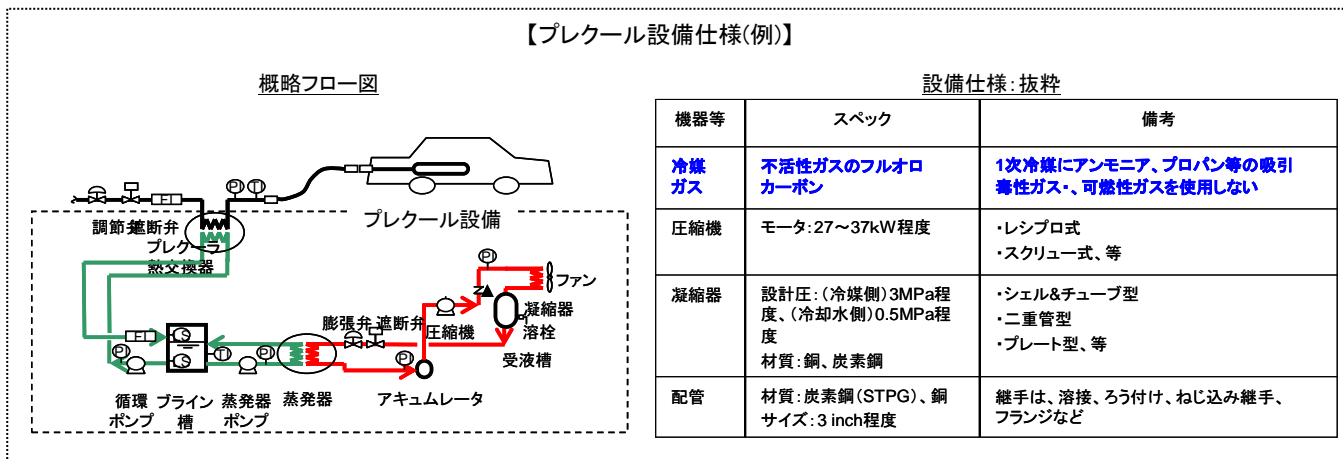 【プレクール設備仕様(例)】
概略フロー図
PI
TI
FI
調節弁
遮断弁
プレクーラ
熱交換器
プレクール設備
PI
ファン
凝縮器
溶栓
膨張弁
遮断弁
圧縮機
受液槽
FI
PI
TI
PI
PI
循環
ポンプ
ブライン
槽
蒸発器
ポンプ
蒸発器
アキュムレータ
設備仕様:抜粋
機器等
スペック
備考
冷媒
ガス
不活性ガスのフルオロ
カーボン
1次冷媒にアンモニア、プロパン等の吸引
毒性ガス・、可燃性ガスを使用しない
圧縮機
モータ:27~37kW程度
・レシプロ式
・スクリュー式、等
凝縮器
設計圧:(冷媒側)3MPa程
度、(冷却水側)0.5MPa程
度
材質:銅、炭素鋼
・シェル&チューブ型
・二重管型
・プレート型、等
配管
材質:炭素鋼(STPG)、銅
サイズ:3 inch程度
継手は、溶接、ろう付け、ねじ込み継手、
フランジなど